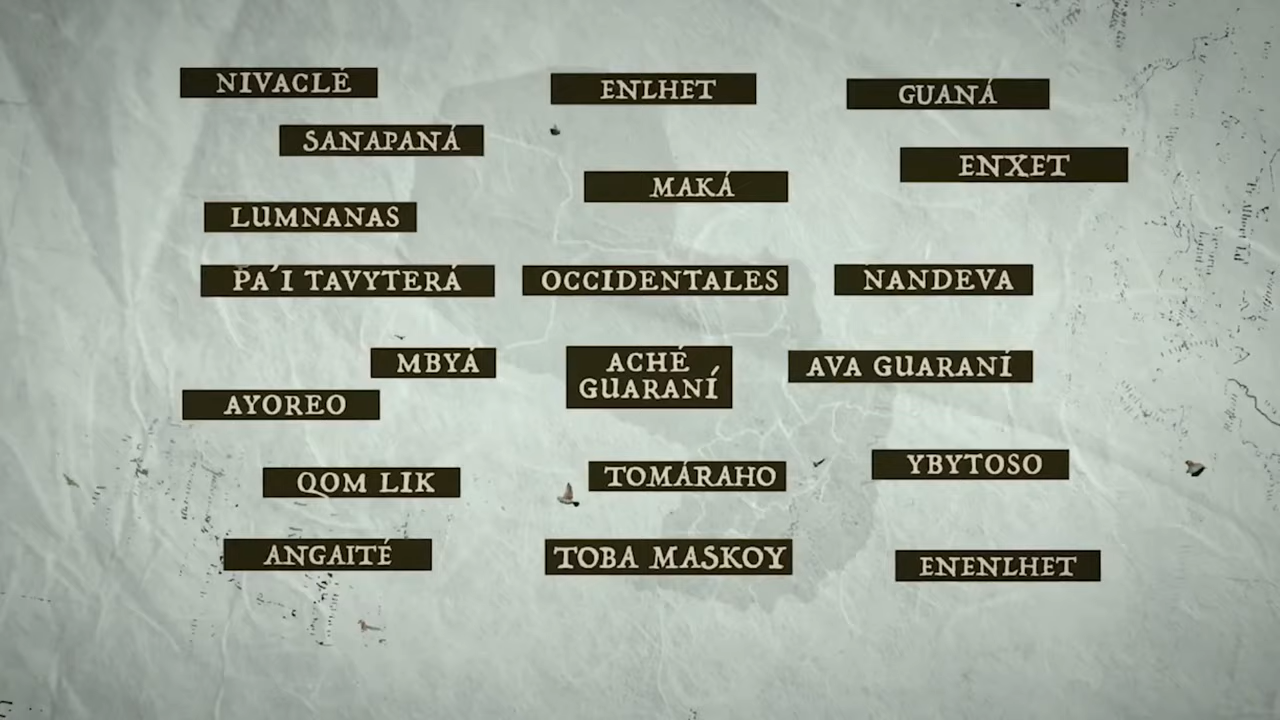 NIVACLÉ
ENLHET
GUANÁ
SANAPANÁ
ENXET
MAKÁ
LUMNANAS
PA'I TAVYTERÁ
OCCIDENTALES
ÑANDEVA
MBYÁ
ACHÉ
GUARANÍ
AVA GUARANÍ
AYOREO
QOM LIK
TOMÁRAHO
YBYTOSO
ANGAITÉ
TOBA MASKOY
ENENLHET